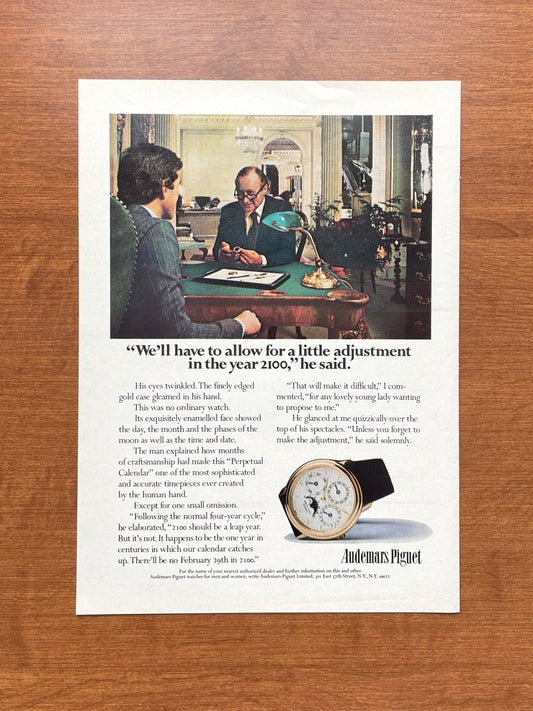 “We’ll have to allow for a little adjustment
in the year 2100,” he said.
His eyes twinkled. The finely edged
gold case gleamed in his hand.
This was no ordinary watch.
Its exquisitely enamelled face showed
the day, the month and the phases of the
moon as well as the time and date.
The man explained how months
of craftsmanship had made this “Perpetual
Calendar” one of the most sophisticated
and accurate timepieces ever created
by the human hand.
Except for one small omission.
“Following the normal four-year cycle,”
he elaborated, “2100 should be a leap year.
But it’s not. It happens to be the one year in
centuries in which our calendar catches
up. There’ll be no February 29th in 2100.”
“That will make it difficult,” I com-
mented, “for any lovely young lady wanting
to propose to me.”
He glanced at me quizzically over the
top of his spectacles. “Unless you forget to
make the adjustment,” he said solemnly.
Audemars Piguet
For the name of your nearest authorised dealer and further information on this and other
Audemars Piguet watches for men and women, write Audemars Piguet Limited, 301 East 57th Street, N.Y., N.Y. 10022